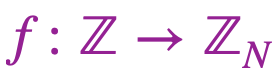 f : ℤ → ℤ_N